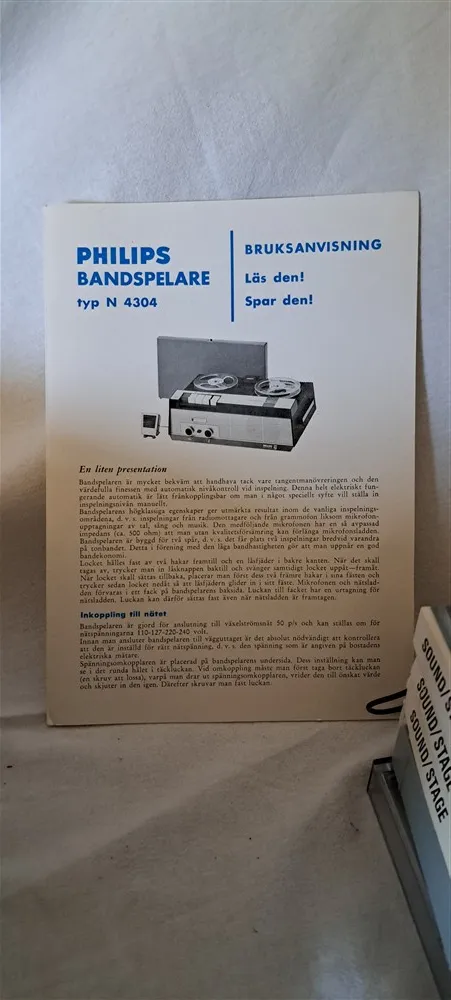 PHILIPS
BANDSPELARE
typ N 4304
BRUKSANVISNING
Läs den!
Spar den!
En liten presentation
Bandspelaren är mycket bekväm att handhava tack vare tangentmanövreringen och den
värdefulla finessen med automatisk nivåkontroll vid inspelning. Denna helt elektriskt fun-
gerande automatik är lätt frånkopplingsbar om man i något speciellt syfte vill ställa in
inspelningsnivån manuellt.
Bandspelarens högklassiga egenskaper ger utmärkta resultat inom de vanliga inspelnings-
områdena, d. v. s. inspelningar från radiomottagare och från grammofon liksom mikrofon-
upptagningar av tal, sång och musik. Den medföljande mikrofonen har en så avpassad
impedans (ca. 500 ohm) att man utan kvalitetsförsämring kan förlänga mikrofonsladden.
Bandspelaren är byggd för två spår, d. v. s. det får plats två inspelningar bredvid varandra
på tonbandet. Detta i förening med den låga bandhastigheten gör att man uppnår en god
bandekonomi.
Locket hålles fast av två hakar framtill och en låsfjäder i bakre kanten. När det skall
tagas av, trycker man in låsknappen baktill och svänger samtidigt locket uppåt—framåt.
När locket skall sättas tillbaka, placerar man först dess två främre hakar i sina fästen och
trycker sedan locket nedåt så att låsfjädern glider in i sitt fäste. Mikrofonen och nätslad-
den förvaras i ett fack på bandspelarens baksida. Luckan till facket har en urtagning för
nätsladden. Luckan kan därför sättas fast även när nätsladden är framtagen.
Inkoppling till nätet
Bandspelaren är gjord för anslutning till växelströmsnät 50 p/s och kan ställas om för
nätspänningarna 110-127-220-240 volt.
Innan man ansluter bandspelaren till vägguttaget är det absolut nödvändigt att kontrollera
att den är inställd för rätt nätspänning, d. v. s. den spänning som är angiven på bostadens
elektriska mätare.
Spänningsomkopplaren är placerad på bandspelarens undersida. Dess inställning kan man
se i det runda hålet i täckluckan. Vid omkoppling måste man först taga bort täckluckan
(en skruv att lossa), varpå man drar ut spänningsomkopplaren, vrider den till önskat värde
och skjuter in den igen. Därefter skruvar man fast luckan.
SOUND/STAGE
SOUND/STAGE
SOUND/STAGE